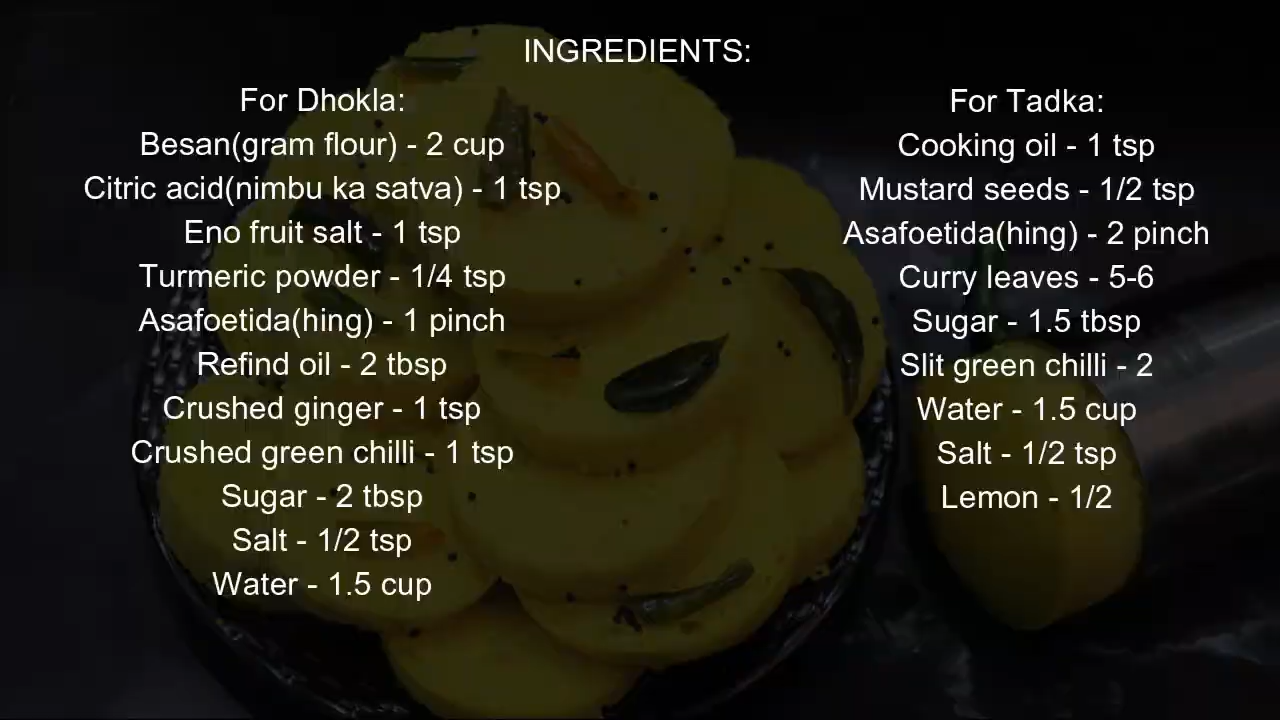 INGREDIENTS:
For Dhokla:
Besan(gram flour) - 2 cup
Citric acid(nimbu ka satva) - 1 tsp
Eno fruit salt - 1 tsp
Turmeric powder - 1/4 tsp
Asafoetida(hing) - 1 pinch
Refind oil - 2 tbsp
Crushed ginger - 1 tsp
Crushed green chilli - 1 tsp
Sugar - 2 tbsp
Salt - 1/2 tsp
Water - 1.5 cup
For Tadka:
Cooking oil - 1 tsp
Mustard seeds - 1/2 tsp
Asafoetida(hing) - 2 pinch
Curry leaves - 5-6
Sugar - 1.5 tbsp
Slit green chilli - 2
Water - 1.5 cup
Salt - 1/2 tsp
Lemon - 1/2